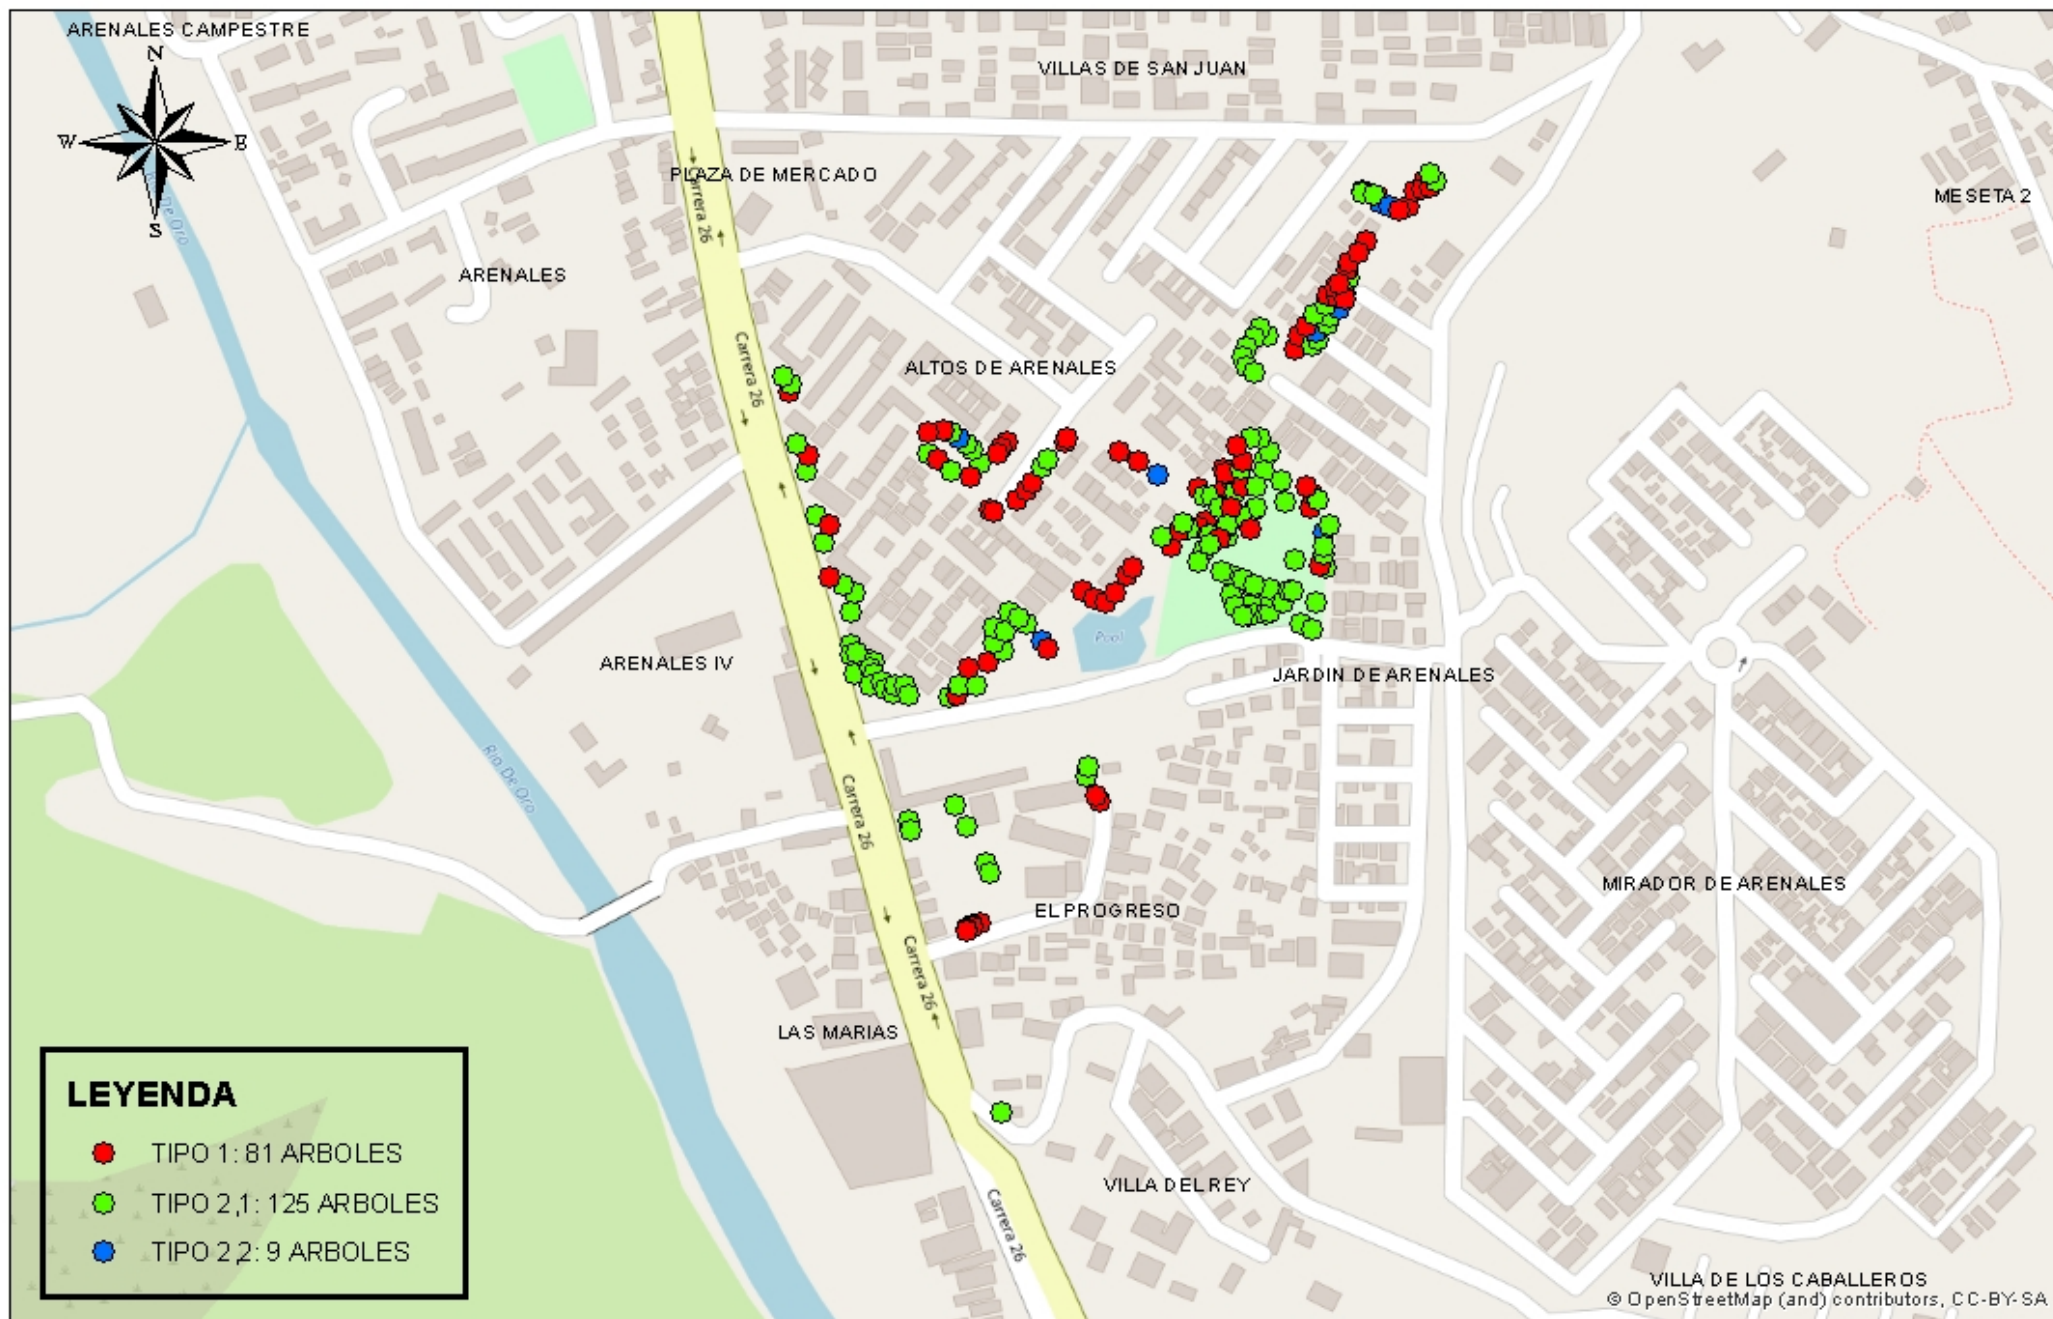 ARENALES CAMPESTRE
N
W
E
S
VILLAS DE SAN JUAN
PLAZA DE MERCADO
Carrera 26
MESETA 2
ARENALES
Carrera 26
ALTOS DE ARENALES
Pool
ARENALES IV
JARDIN DE ARENALES
Rio De Oro
Carrera 26
MIRADOR DE ARENALES
EL PROGRESO
Carrera 26
LAS MARIAS
LEYENDA
TIPO 1: 81 ARBOLES
TIPO 2,1: 125 ARBOLES
TIPO 2,2: 9 ARBOLES
VILLA DEL REY
Carrera 26
VILLA DE LOS CABALLEROS
© OpenStreetMap (and) contributors, CC-BY-SA